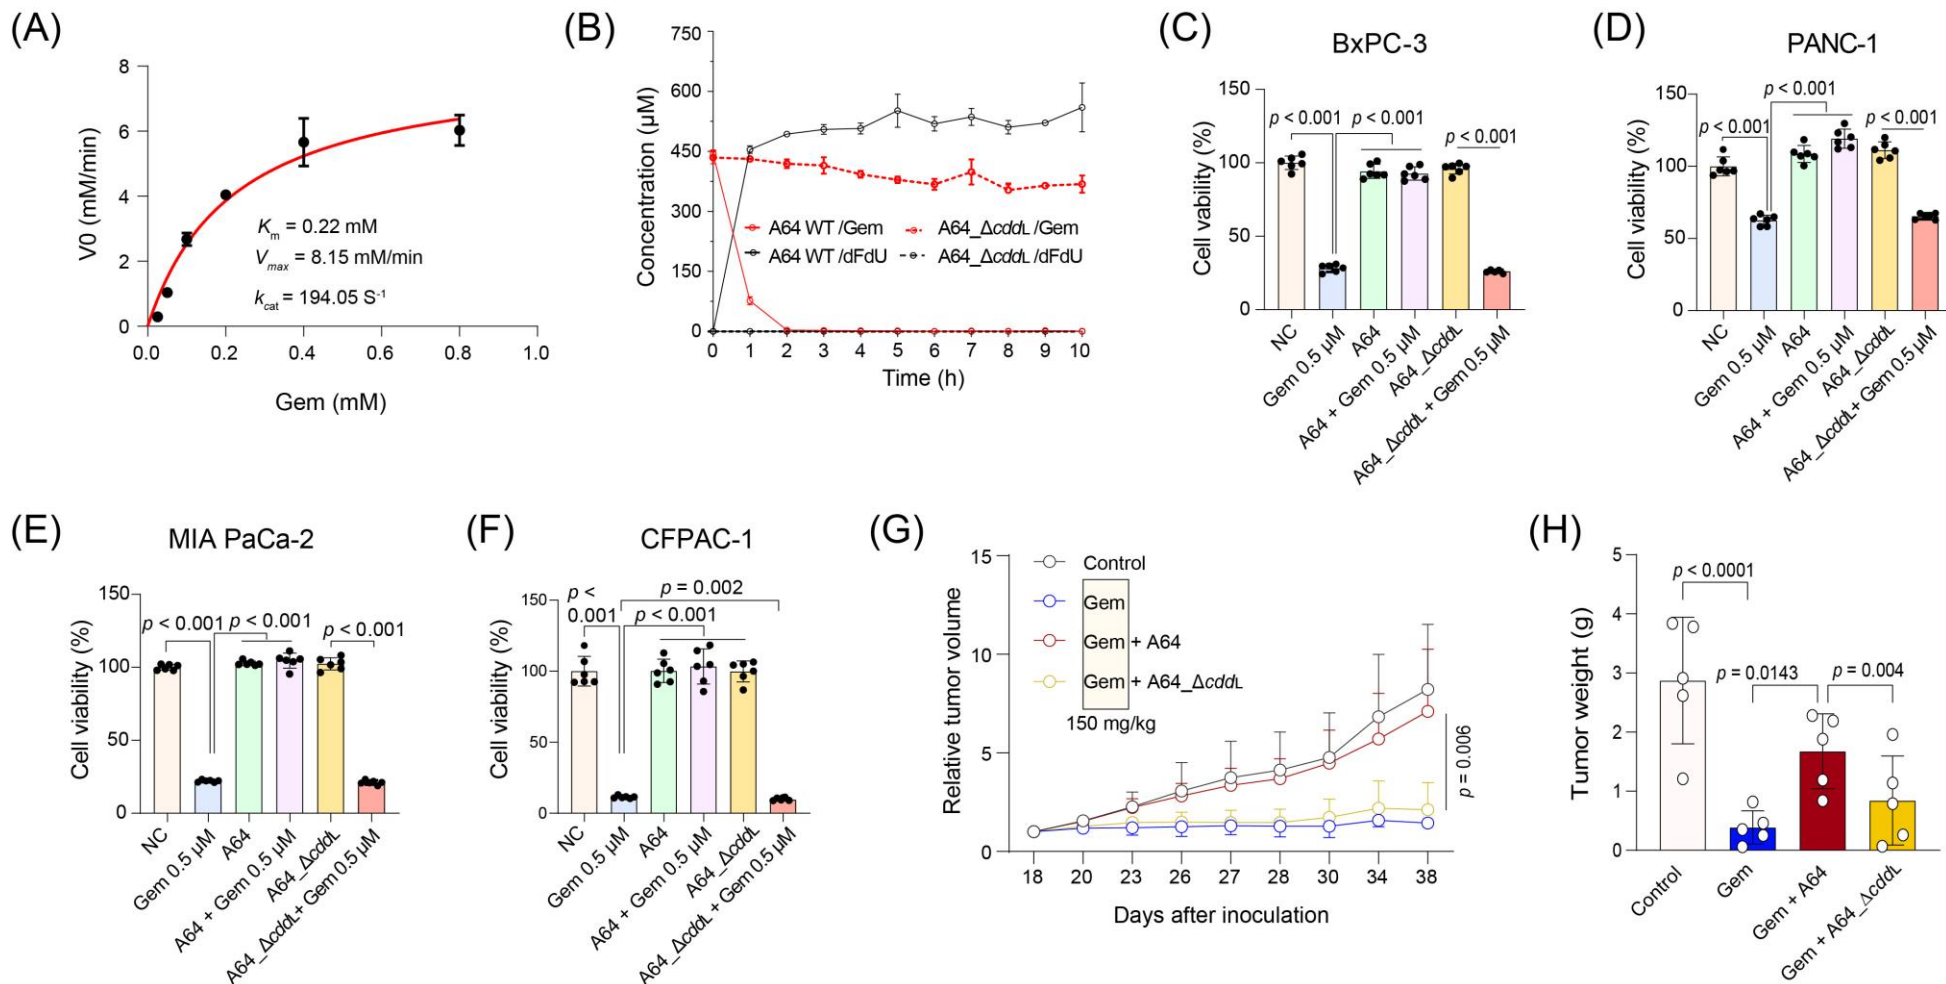 (A)
8
6
4
2
0
V0 (mM/min)
Km = 0.22 mM
Vmax = 8.15 mM/min
kcat = 194.05 S-1
0.0 0.2 0.4 0.6 0.8 1.0
Gem (mM)
(B)
750
600
450
300
150
0
Concentration (µM)
A64 WT /Gem A64_ΔcddL /Gem
A64 WT /dFdU A64_ΔcddL /dFdU
0 1 2 3 4 5 6 7 8 9 10
Time (h)
(C)
BxPC-3
150
100
50
0
Cell viability (%)
p < 0.001 p < 0.001
p < 0.001
NC
Gem 0.5 µM
A64
A64 + Gem 0.5 µM
A64_ΔcddL
A64_ΔcddL + Gem 0.5 µM
(D)
PANC-1
150
100
50
0
Cell viability (%)
p < 0.001
p < 0.001 p < 0.001
NC
Gem 0.5 µM
A64
A64 + Gem 0.5 µM
A64_ΔcddL
A64_ΔcddL+ Gem 0.5 µM
(E)
MIA PaCa-2
150
100
50
0
Cell viability (%)
p < 0.001 p < 0.001
p < 0.001
NC
Gem 0.5 µM
A64
A64 + Gem 0.5 µM
A64_ΔcddL
A64_ΔcddL+ Gem 0.5 µM
(F)
CFPAC-1
150
100
50
0
Cell viability (%)
p <
0.001
p = 0.002
p < 0.001
NC
Gem 0.5 µM
A64
A64 + Gem 0.5 µM
A64_ΔcddL
A64_ΔcddL + Gem 0.5 µM
(G)
15
10
5
0
Relative tumor volume
Control
Gem
Gem + A64
Gem + A64_ΔcddL
150 mg/kg
p = 0.006
18 20 23 26 27 28 30 34 38
Days after inoculation
(H)
5
4
3
2
1
0
Tumor weight (g)
p < 0.0001
p = 0.0143 p = 0.004
Control
Gem
Gem + A64
Gem + A64_ΔcddL